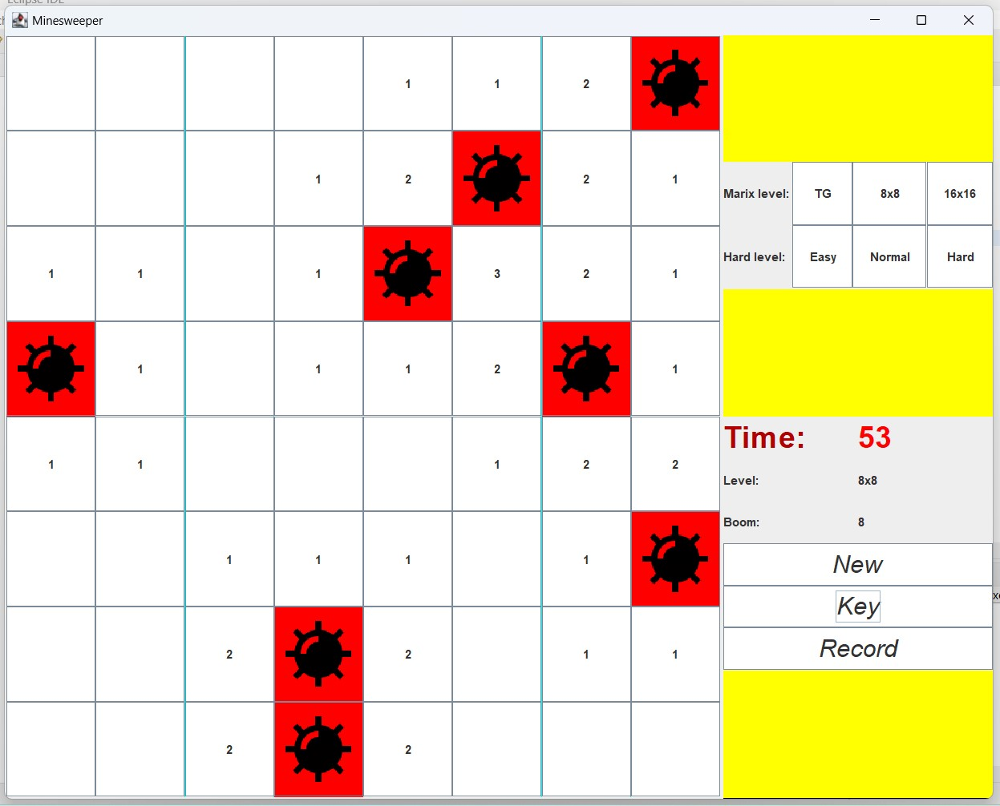 Eclipse IDE
Minesweeper
1 1 2
1 2 2 1
Marix level: TG 8x8 16x16
1 1 1 3 2 1
Hard level: Easy Normal Hard
1 1 1 2 1
Time: 53
1 1 1 2 2
Level: 8x8
Boom: 8
1 1 1 1
New
Key
2 2 1 1
Record
2 2